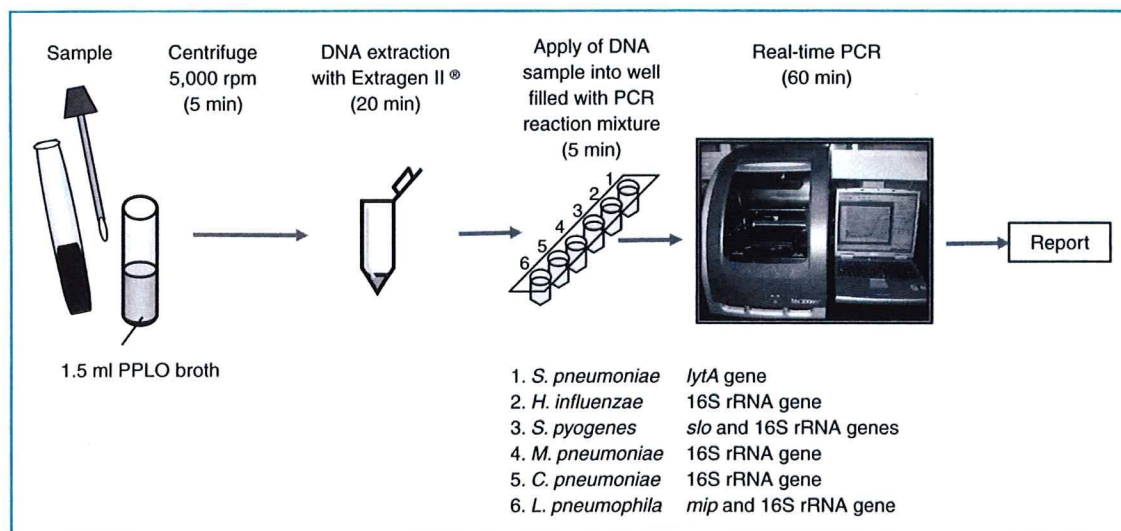 Sample
Centrifuge
5,000 rpm
(5 min)
DNA extraction
with Extragen II ®
(20 min)
Apply of DNA
sample into well
filled with PCR
reaction mixture
(5 min)
Real-time PCR
(60 min)
1
2
3
4
5
6
Report
1.5 ml PPLO broth
1. S. pneumoniae lytA gene
2. H. influenzae 16S rRNA gene
3. S. pyogenes slo and 16S rRNA genes
4. M. pneumoniae 16S rRNA gene
5. C. pneumoniae 16S rRNA gene
6. L. pneumophila mip and 16S rRNA gene